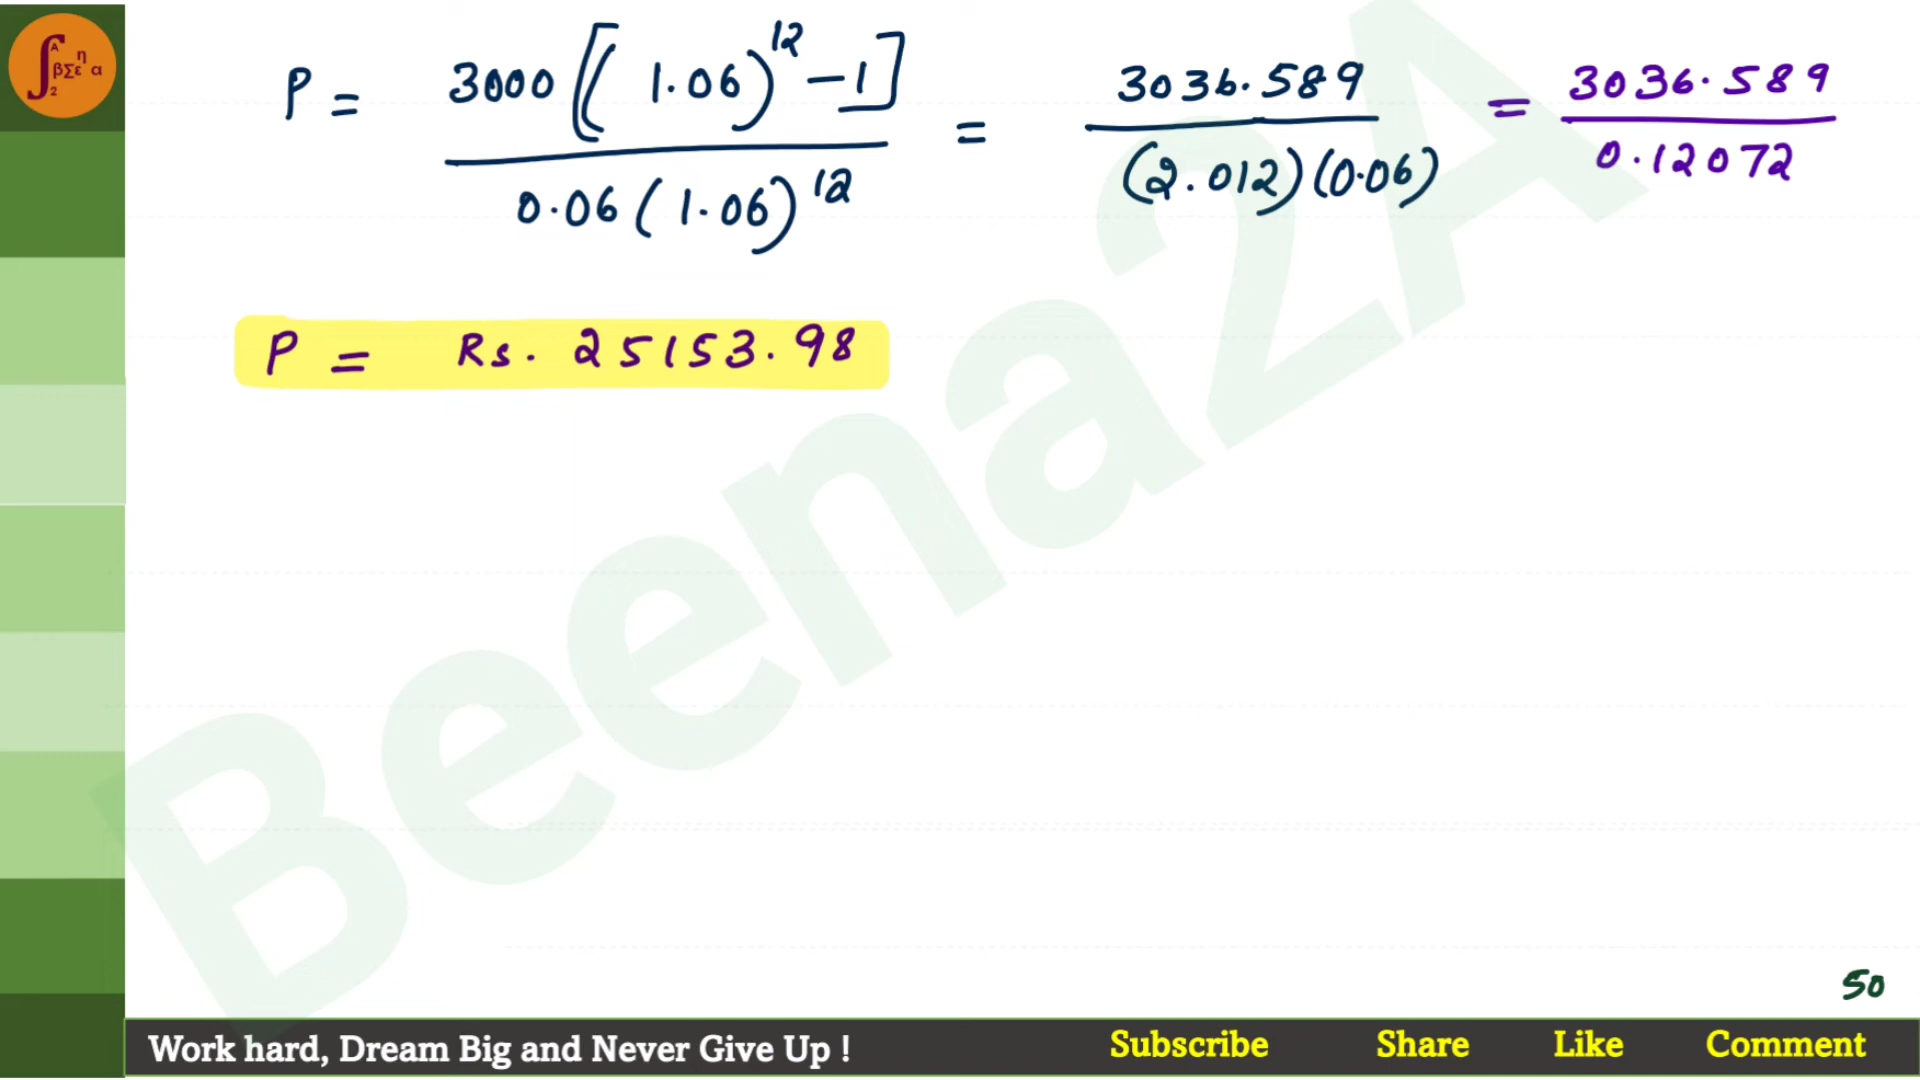 P = 3000 [(1.06)^12 - 1] / 0.06 (1.06)^12 = 3036.589 / (2.012)(0.06) = 3036.589 / 0.12072
P = Rs. 25153.98
Beena2A
50
Work hard, Dream Big and Never Give Up ! Subscribe Share Like Comment